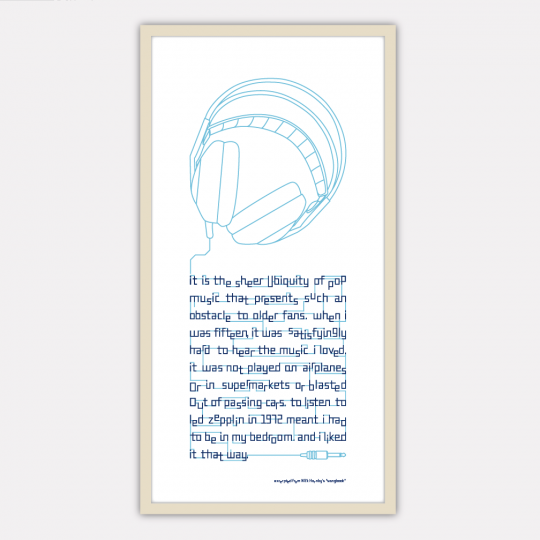 it is the sheer Ubiquity of pop
music that presents such an
obstacle to older fans. when i
was fifteen, it was satisfyingly
hard to hear the music i loved.
it was not played on airplanes
Or in supermarkets or blasted
Out of passing cars. to listen to
led zepplin in 1972 meant i had
to be in my bedroom. and i liked
it that way.
"songbook"